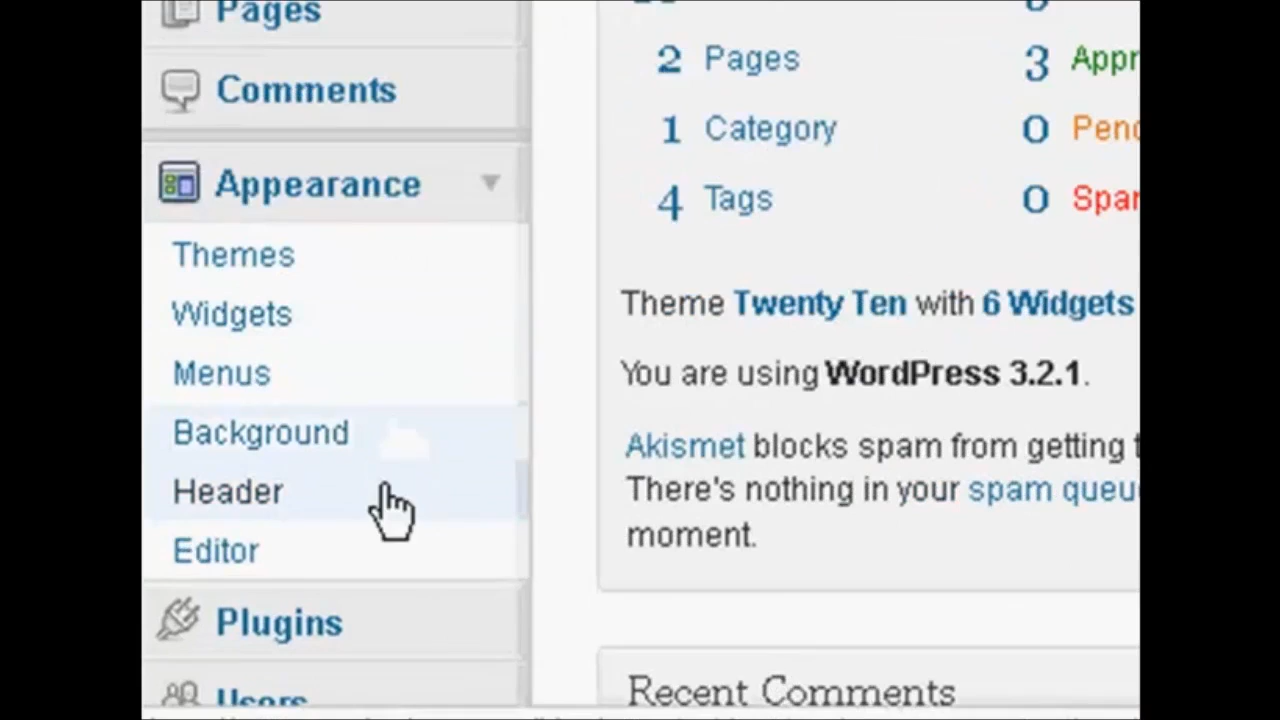 Pages
Comments
Appearance
Themes
Widgets
Menus
Background
Header
Editor
Plugins
Users
2 Pages 3
1 Category 0
4 Tags 0
Theme Twenty Ten with 6 Widgets
You are using WordPress 3.2.1.
Akismet blocks spam from getting
There's nothing in your spam
moment.
Recent Comments